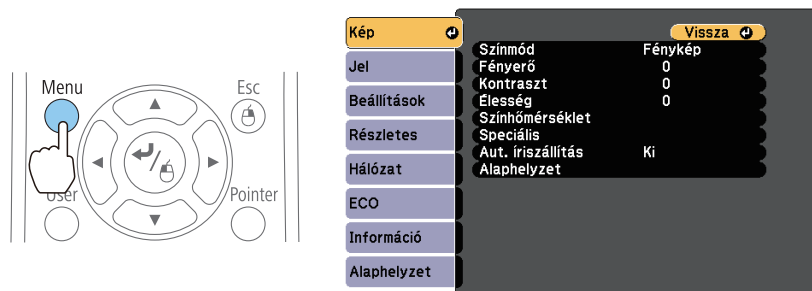 Menu
Esc
User
Pointer
Kép
Jel
Beállítások
Részletes
Hálózat
ECO
Információ
Alaphelyzet
Vissza
Színmód Fénykép
Fényerő 0
Kontraszt 0
Élesség 0
Színhőmérséklet
Speciális
Aut. íriszállítás Ki
Alaphelyzet